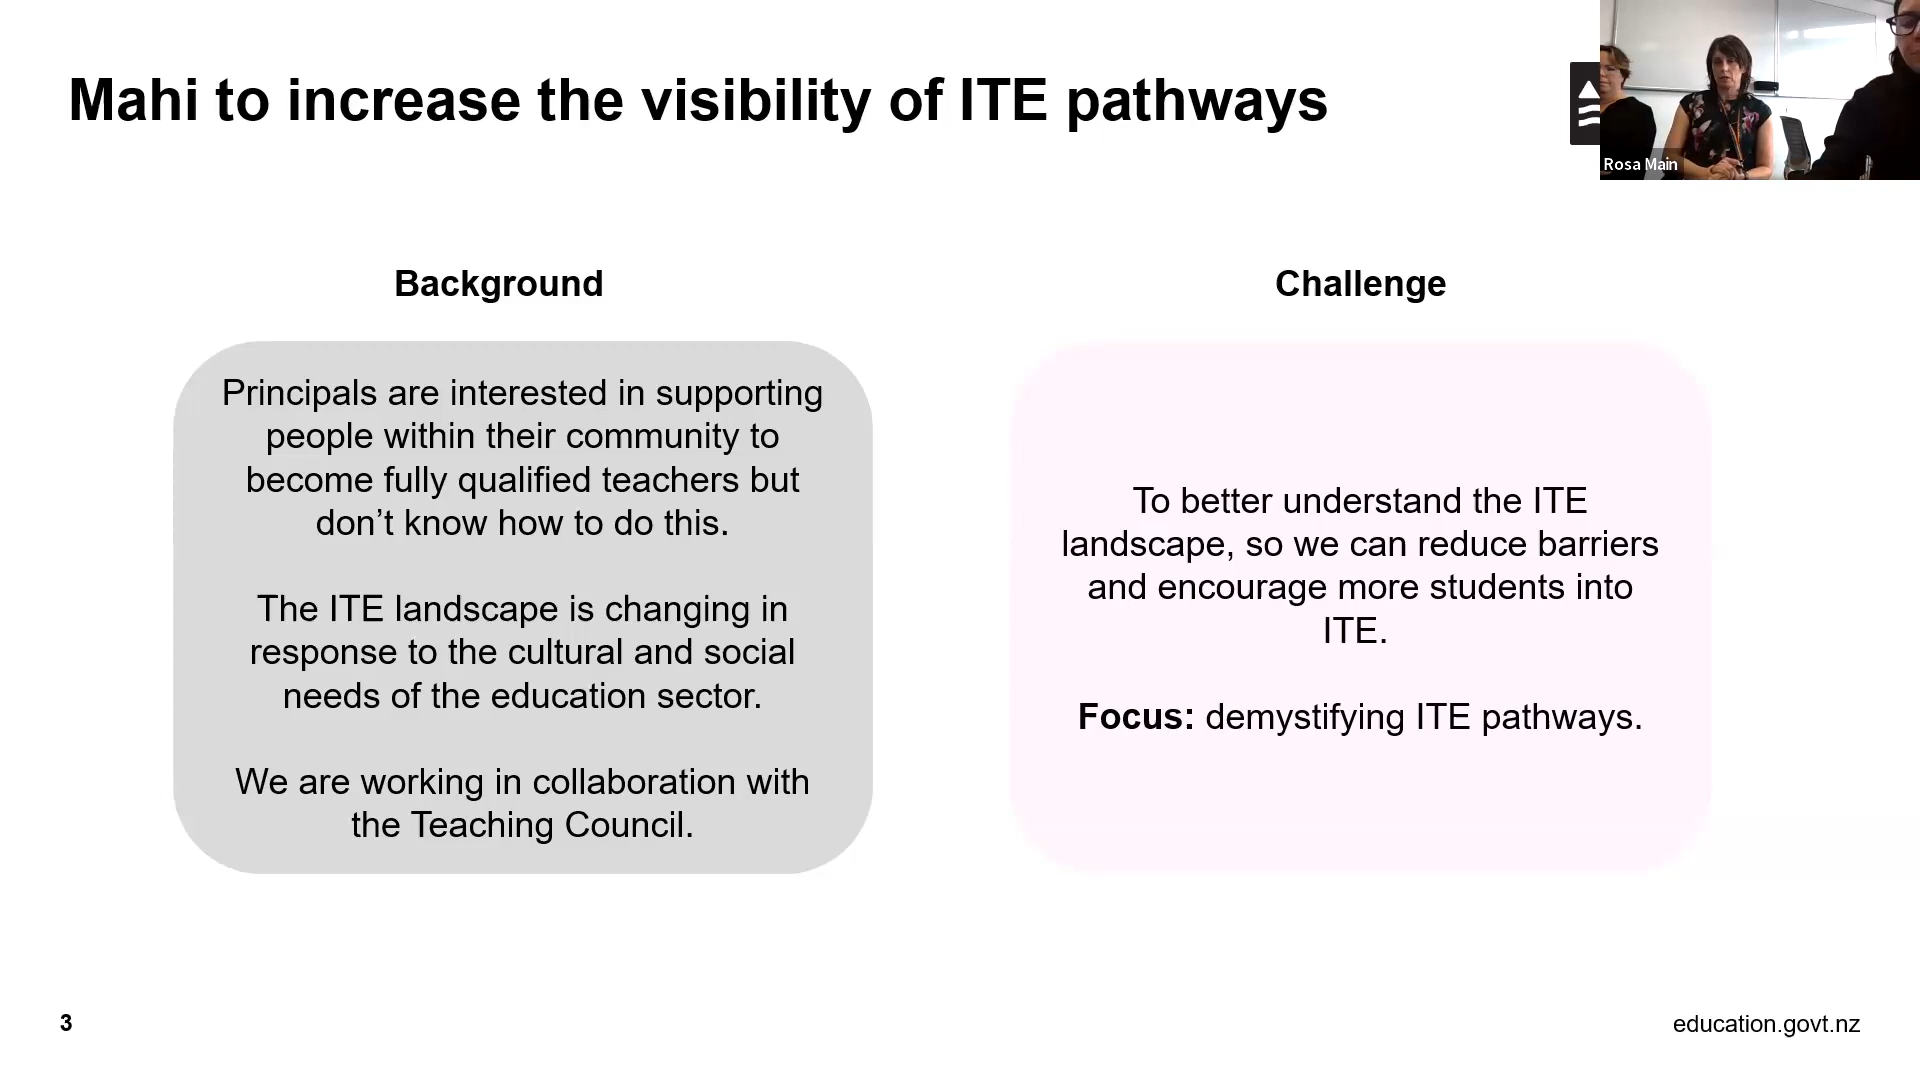 Mahi to increase the visibility of ITE pathways
Rosa Main
Background
Principals are interested in supporting
people within their community to
become fully qualified teachers but
don’t know how to do this.
The ITE landscape is changing in
response to the cultural and social
needs of the education sector.
We are working in collaboration with
the Teaching Council.
Challenge
To better understand the ITE
landscape, so we can reduce barriers
and encourage more students into
ITE.
Focus: demystifying ITE pathways.
3
education.govt.nz